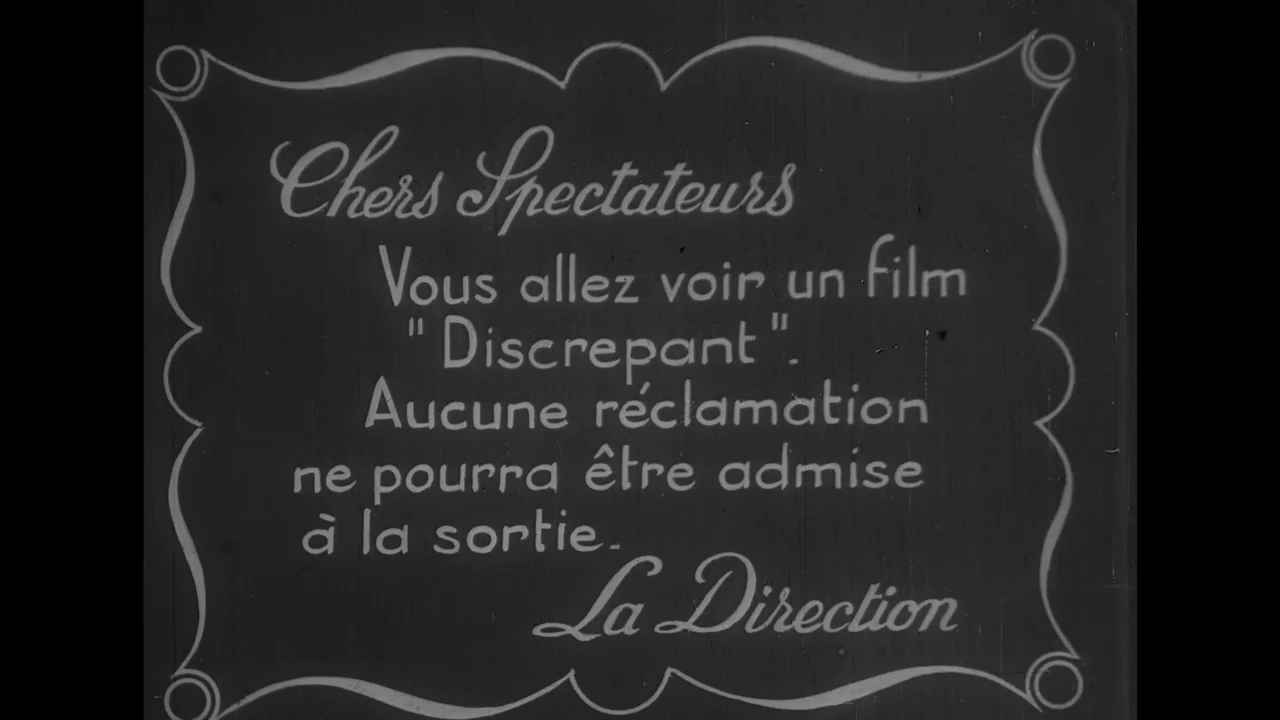 Chers Spectateurs
Vous allez voir un film
"Discrepant".
Aucune réclamation
ne pourra être admise
à la sortie.
La Direction